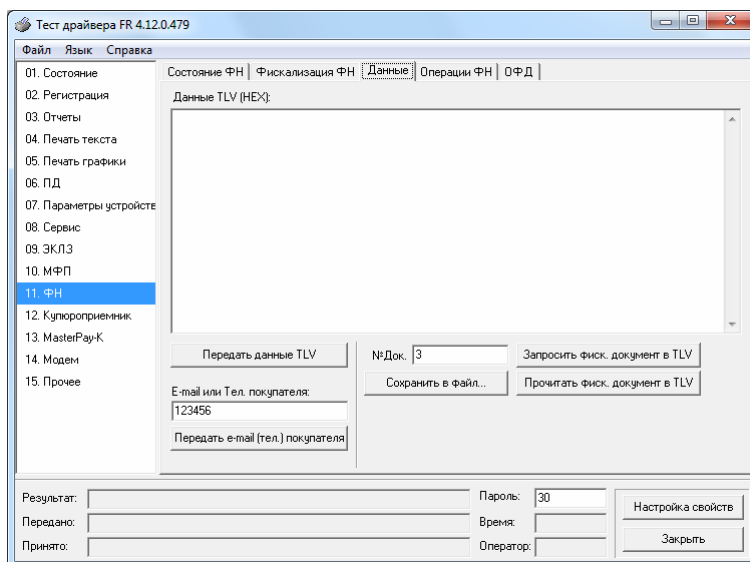 Тест драйвера FR 4.12.0.479
Файл Язык Справка
01. Состояние
02. Регистрация
03. Отчеты
04. Печать текста
05. Печать графики
06. ПД
07. Параметры устройств
08. Сервис
09. ЭКЛЗ
10. МФП
11. ФН
12. Купюроприемник
13. MasterPay-K
14. Модем
15. Прочее
Состояние ФН Фискализация ФН Данные Операции ФН ОФД
Данные TLV (HEX):
Передать данные TLV
E-mail или Тел. покупателя:
123456
Передать e-mail (тел.) покупателя
№Док. 3
Запросить фиск. документ в TLV
Сохранить в файл...
Прочитать фиск. документ в TLV
Результат:
Передано:
Принято:
Пароль: 30
Время:
Оператор:
Настройка свойств
Закрыть